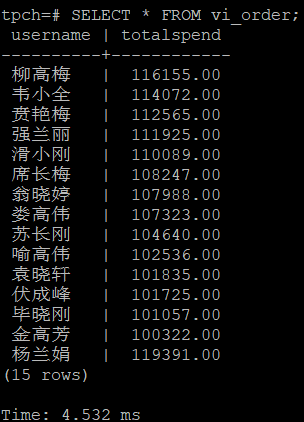 tpch=# SELECT * FROM vi_order;
username | totalspend
----------+------------
柳高梅 | 116155.00
韦小全 | 114072.00
贲艳梅 | 112565.00
强兰丽 | 111925.00
滑小刚 | 110089.00
席长梅 | 108247.00
翁晓婷 | 107988.00
娄高伟 | 107323.00
苏长刚 | 104640.00
喻高伟 | 102536.00
袁晓轩 | 101835.00
伏成峰 | 101725.00
毕晓刚 | 101057.00
金高芳 | 100322.00
杨兰娟 | 119391.00
(15 rows)
Time: 4.532 ms